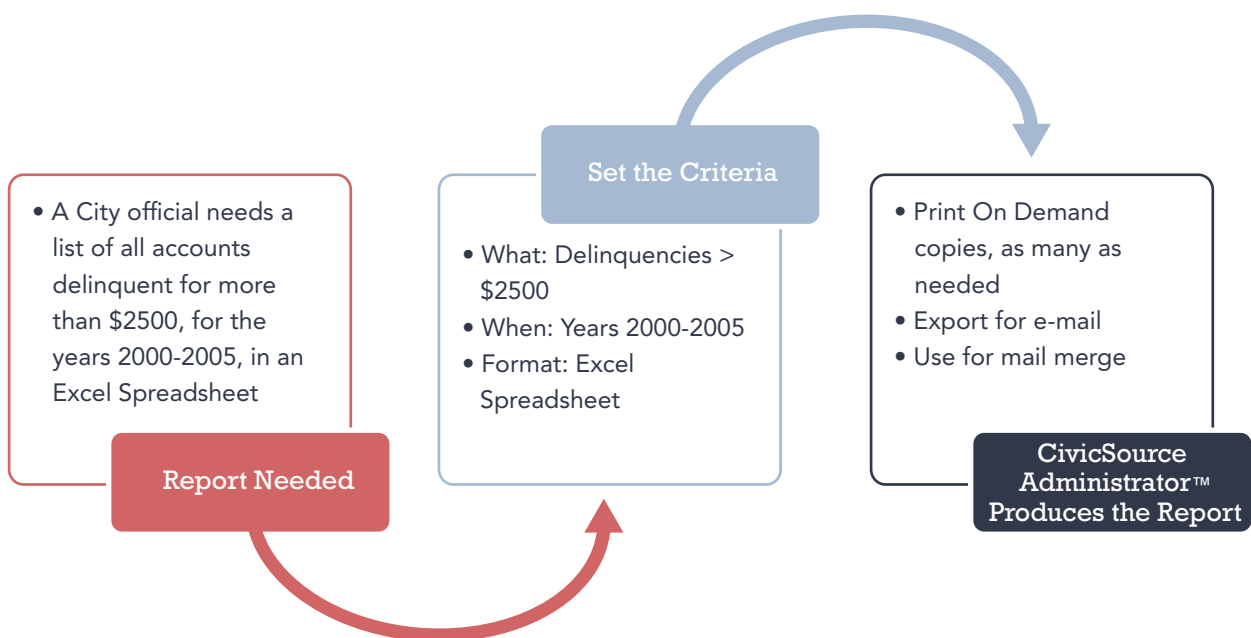 • A City official needs a
list of all accounts
delinquent for more
than $2500, for the
years 2000-2005, in an
Excel Spreadsheet
Report Needed
Set the Criteria
• What: Delinquencies >
$2500
• When: Years 2000-2005
• Format: Excel
Spreadsheet
• Print On Demand
copies, as many as
needed
• Export for e-mail
• Use for mail merge
CivicSource
Administrator™
Produces the Report